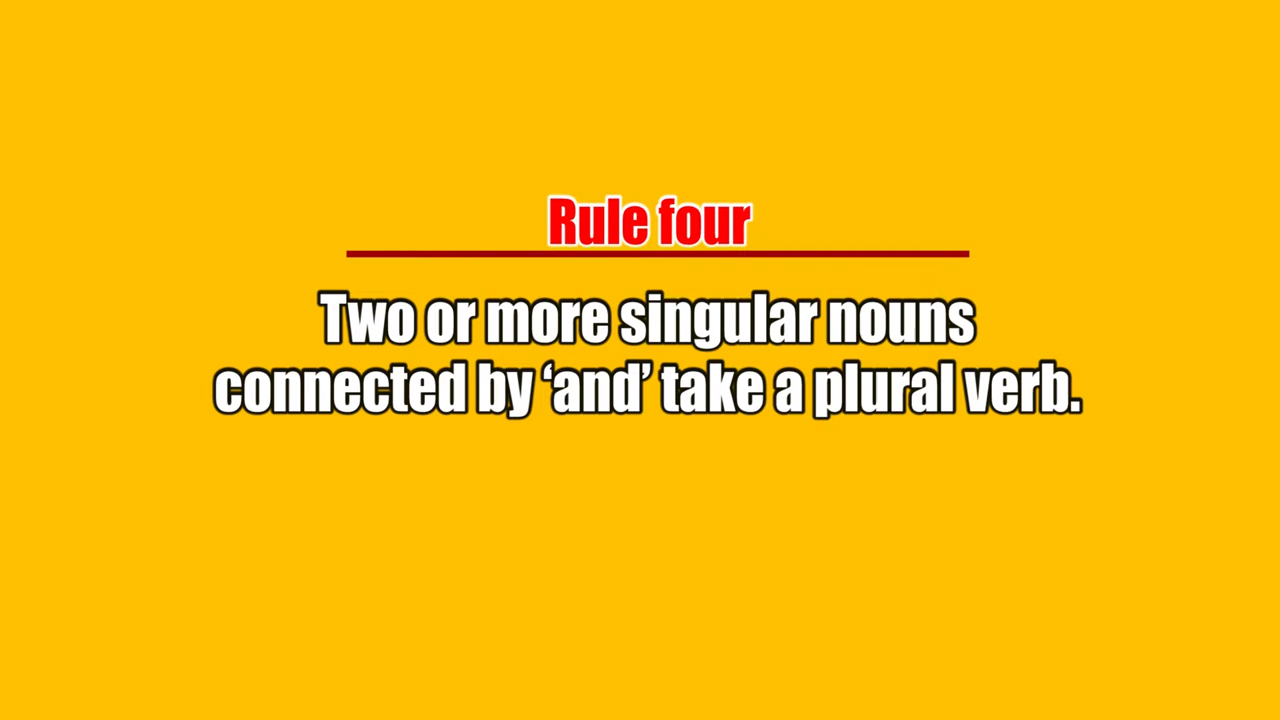 Rule four
Two or more singular nouns
connected by ‘and’ take a plural verb.